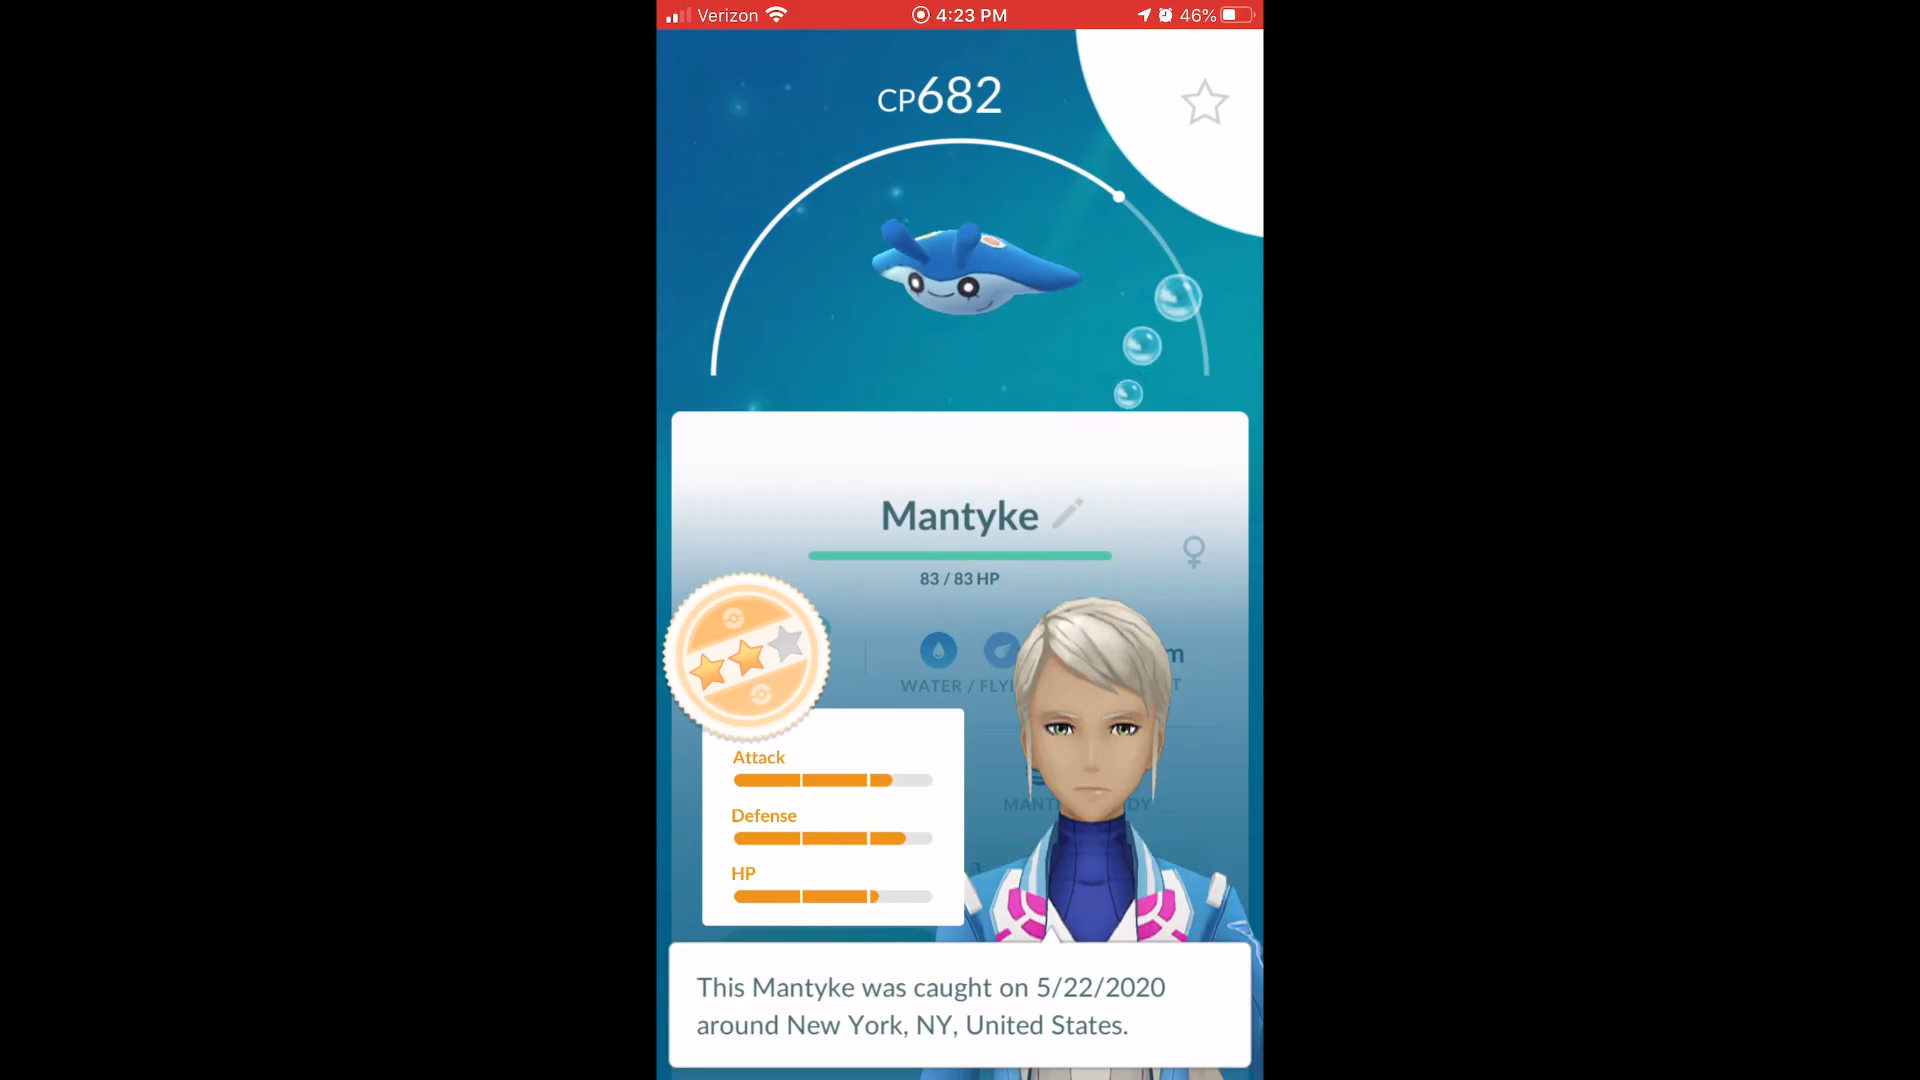 Verizon 4:23 PM 46%
CP682
Mantyke
83 / 83 HP
WATER /
Attack
Defense
HP
This Mantyke was caught on 5/22/2020
around New York, NY, United States.